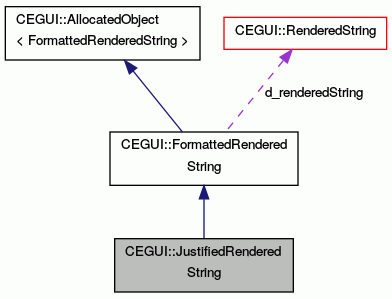 CEGUI::AllocatedObject
< FormattedRenderedString >
CEGUI::RenderedString
d_renderedString
CEGUI::FormattedRendered
String
CEGUI::JustifiedRendered
String